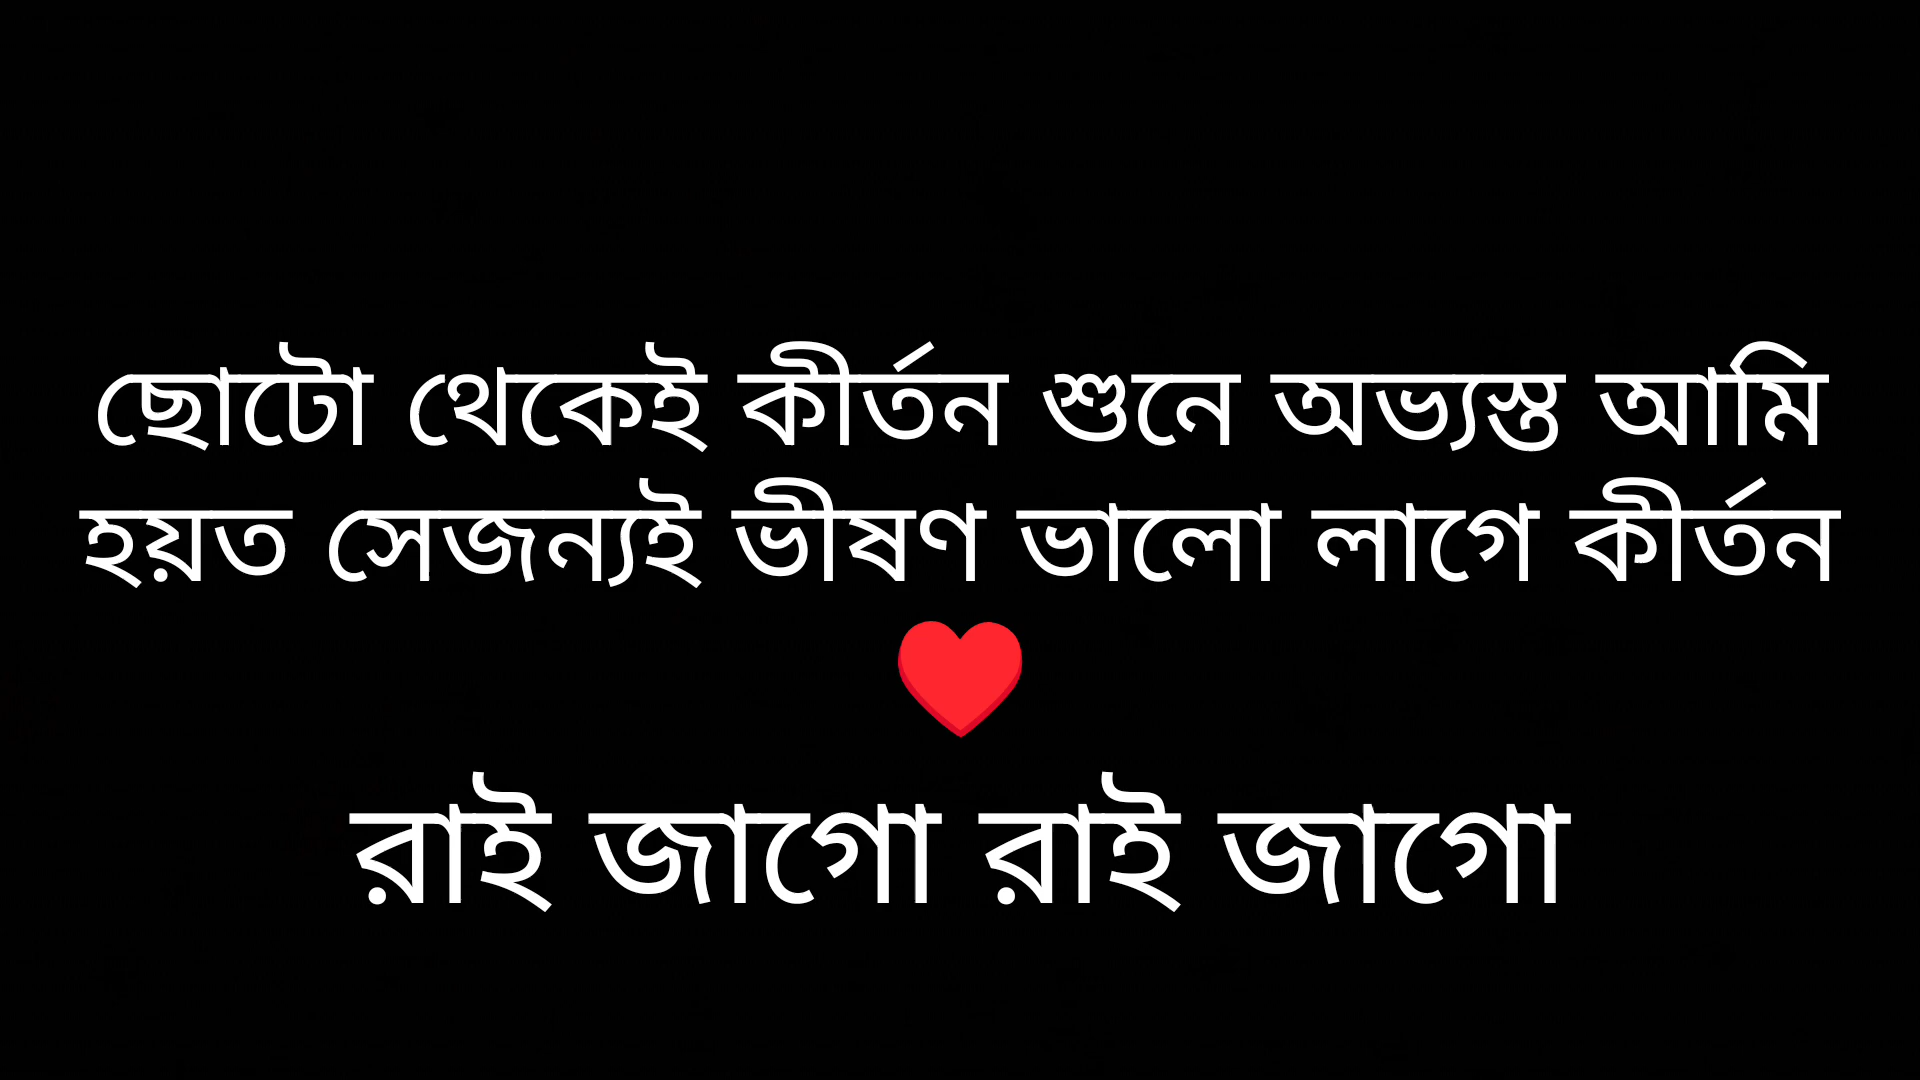 ছোটো থেকেই কীর্তন শুনে অভ্যস্ত আমি
হয়ত সেজন্যই ভীষণ ভালো লাগে কীর্তন
♥️
রাই জাগো রাই জাগো